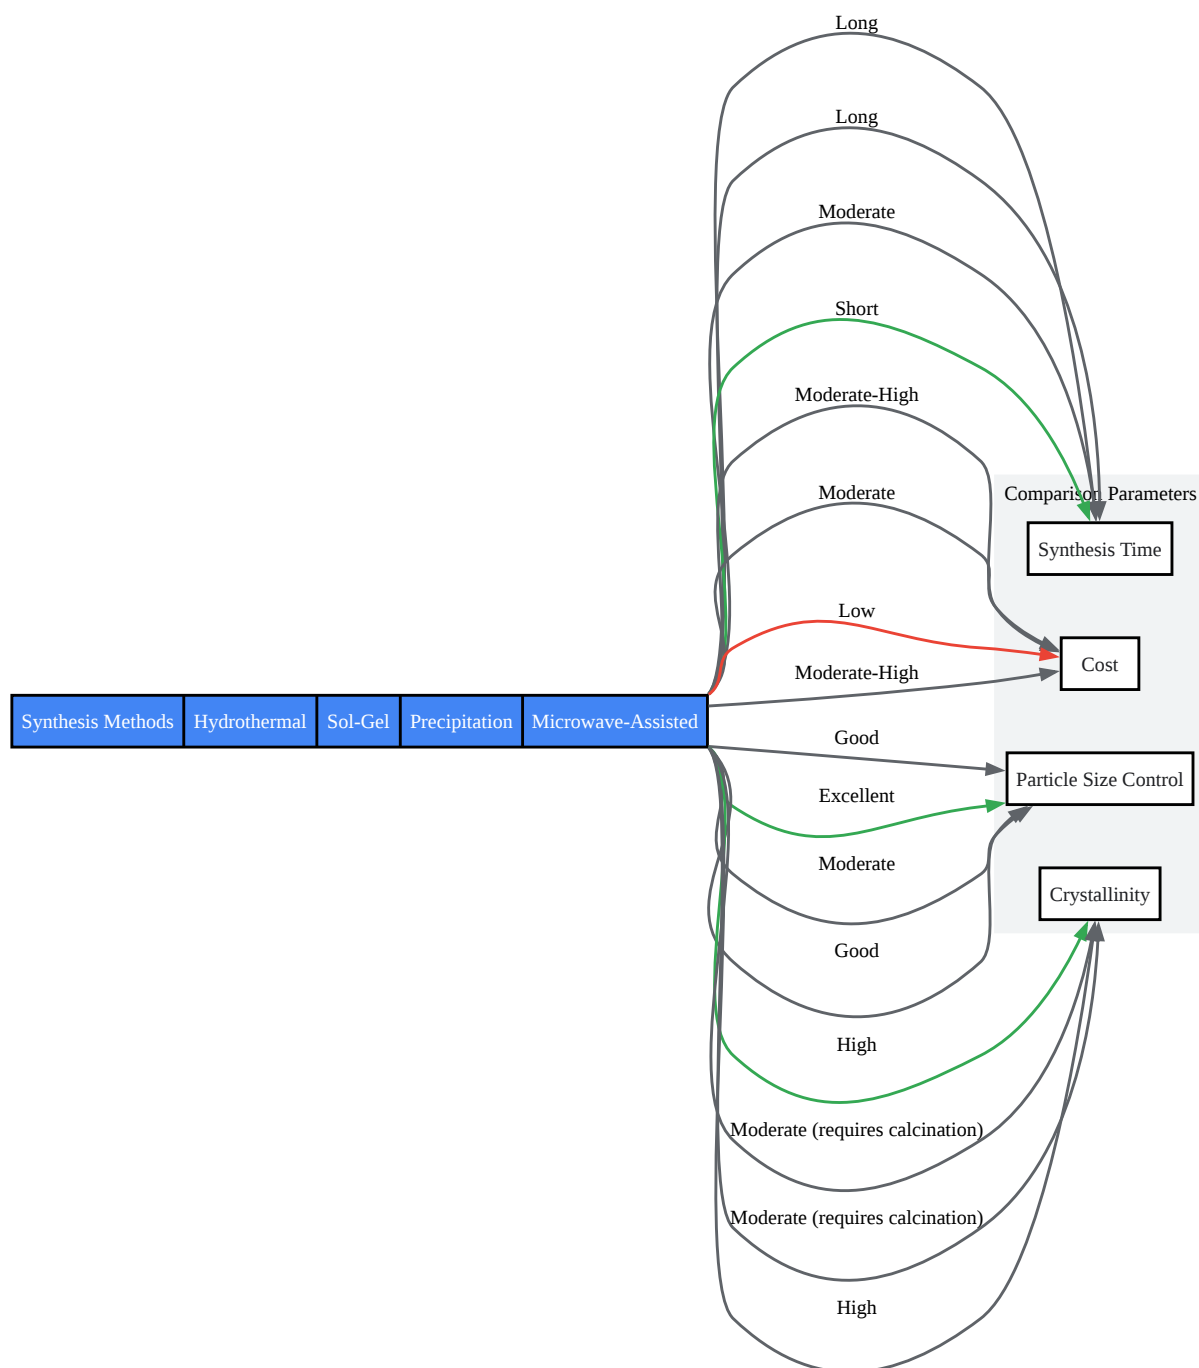 Long
Long
Moderate
Short
Moderate-High
Moderate
Comparison Parameters
Synthesis Time
Low
Cost
Moderate-High
Synthesis Methods
Hydrothermal
Sol-Gel
Precipitation
Microwave-Assisted
Good
Particle Size Control
Excellent
Moderate
Crystallinity
Good
High
Moderate (requires calcination)
Moderate (requires calcination)
High